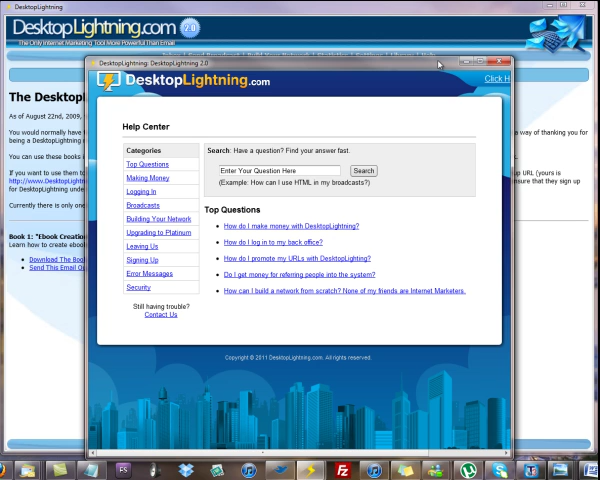 DesktopLightning
DesktopLightning.com 2.0
The Only Internet Marketing Tool More Powerful Than Email
DesktopLightning: DesktopLightning 2.0
DesktopLightning.com
Click H
The Desktopl
As of August 22nd, 2009,
You would normally have
a way of thanking you for
being a DesktopLightning m
You can use these books
If you want use them to
up URL (yours is
http://www.DesktopLightn
ensure that they sign up
for DesktopLightning unde
Currently there is only one
Book 1: "Ebook Creation
Learn how to create eboo
Download The Boo
Send This Email O
Help Center
Categories
Top Questions
Making Money
Logging In
Broadcasts
Building Your Network
Upgrading to Platinum
Leaving Us
Signing Up
Error Messages
Security
Still having trouble?
Contact Us
Search: Have a question? Find your answer fast.
Enter Your Question Here
Search
(Example: How can I use HTML in my broadcasts?)
Top Questions
How do I make money with DesktopLightning?
How do I log in to my back office?
How do I promote my URLs with DesktopLighting?
Do I get money for referring people into the system?
How can I build a network from scratch? None of my friends are Internet Marketers.
Copyright © 2011 DesktopLightning.com. All rights reserved.